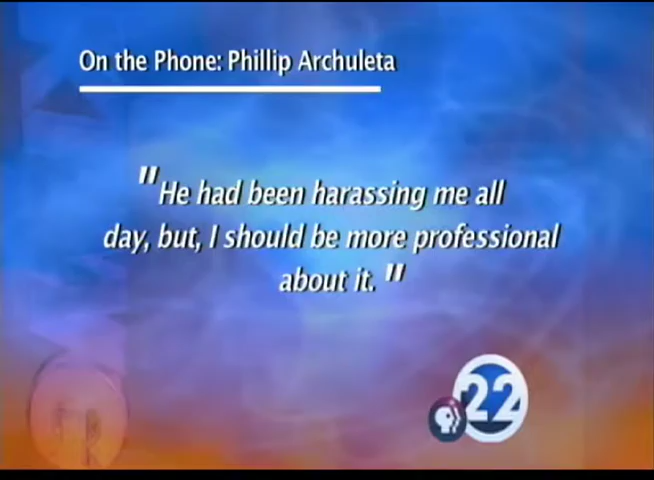 On the Phone: Phillip Archuleta
"He had been harassing me all
day, but, I should be more professional
about it."
22